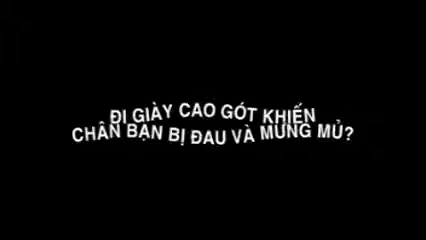 ĐI GIÀY CAO GÓT KHIẾN
CHÂN BẠN BỊ ĐAU VÀ MƯNG MỦ?